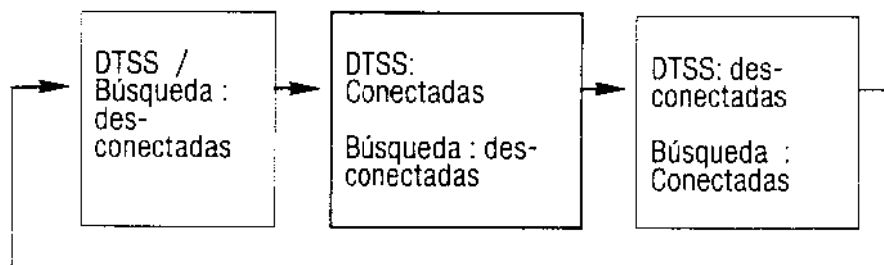 DTSS /
Búsqueda :
des-
conectadas
DTSS:
Conectadas
Búsqueda : des-
conectadas
DTSS: des-
conectadas
Búsqueda :
Conectadas